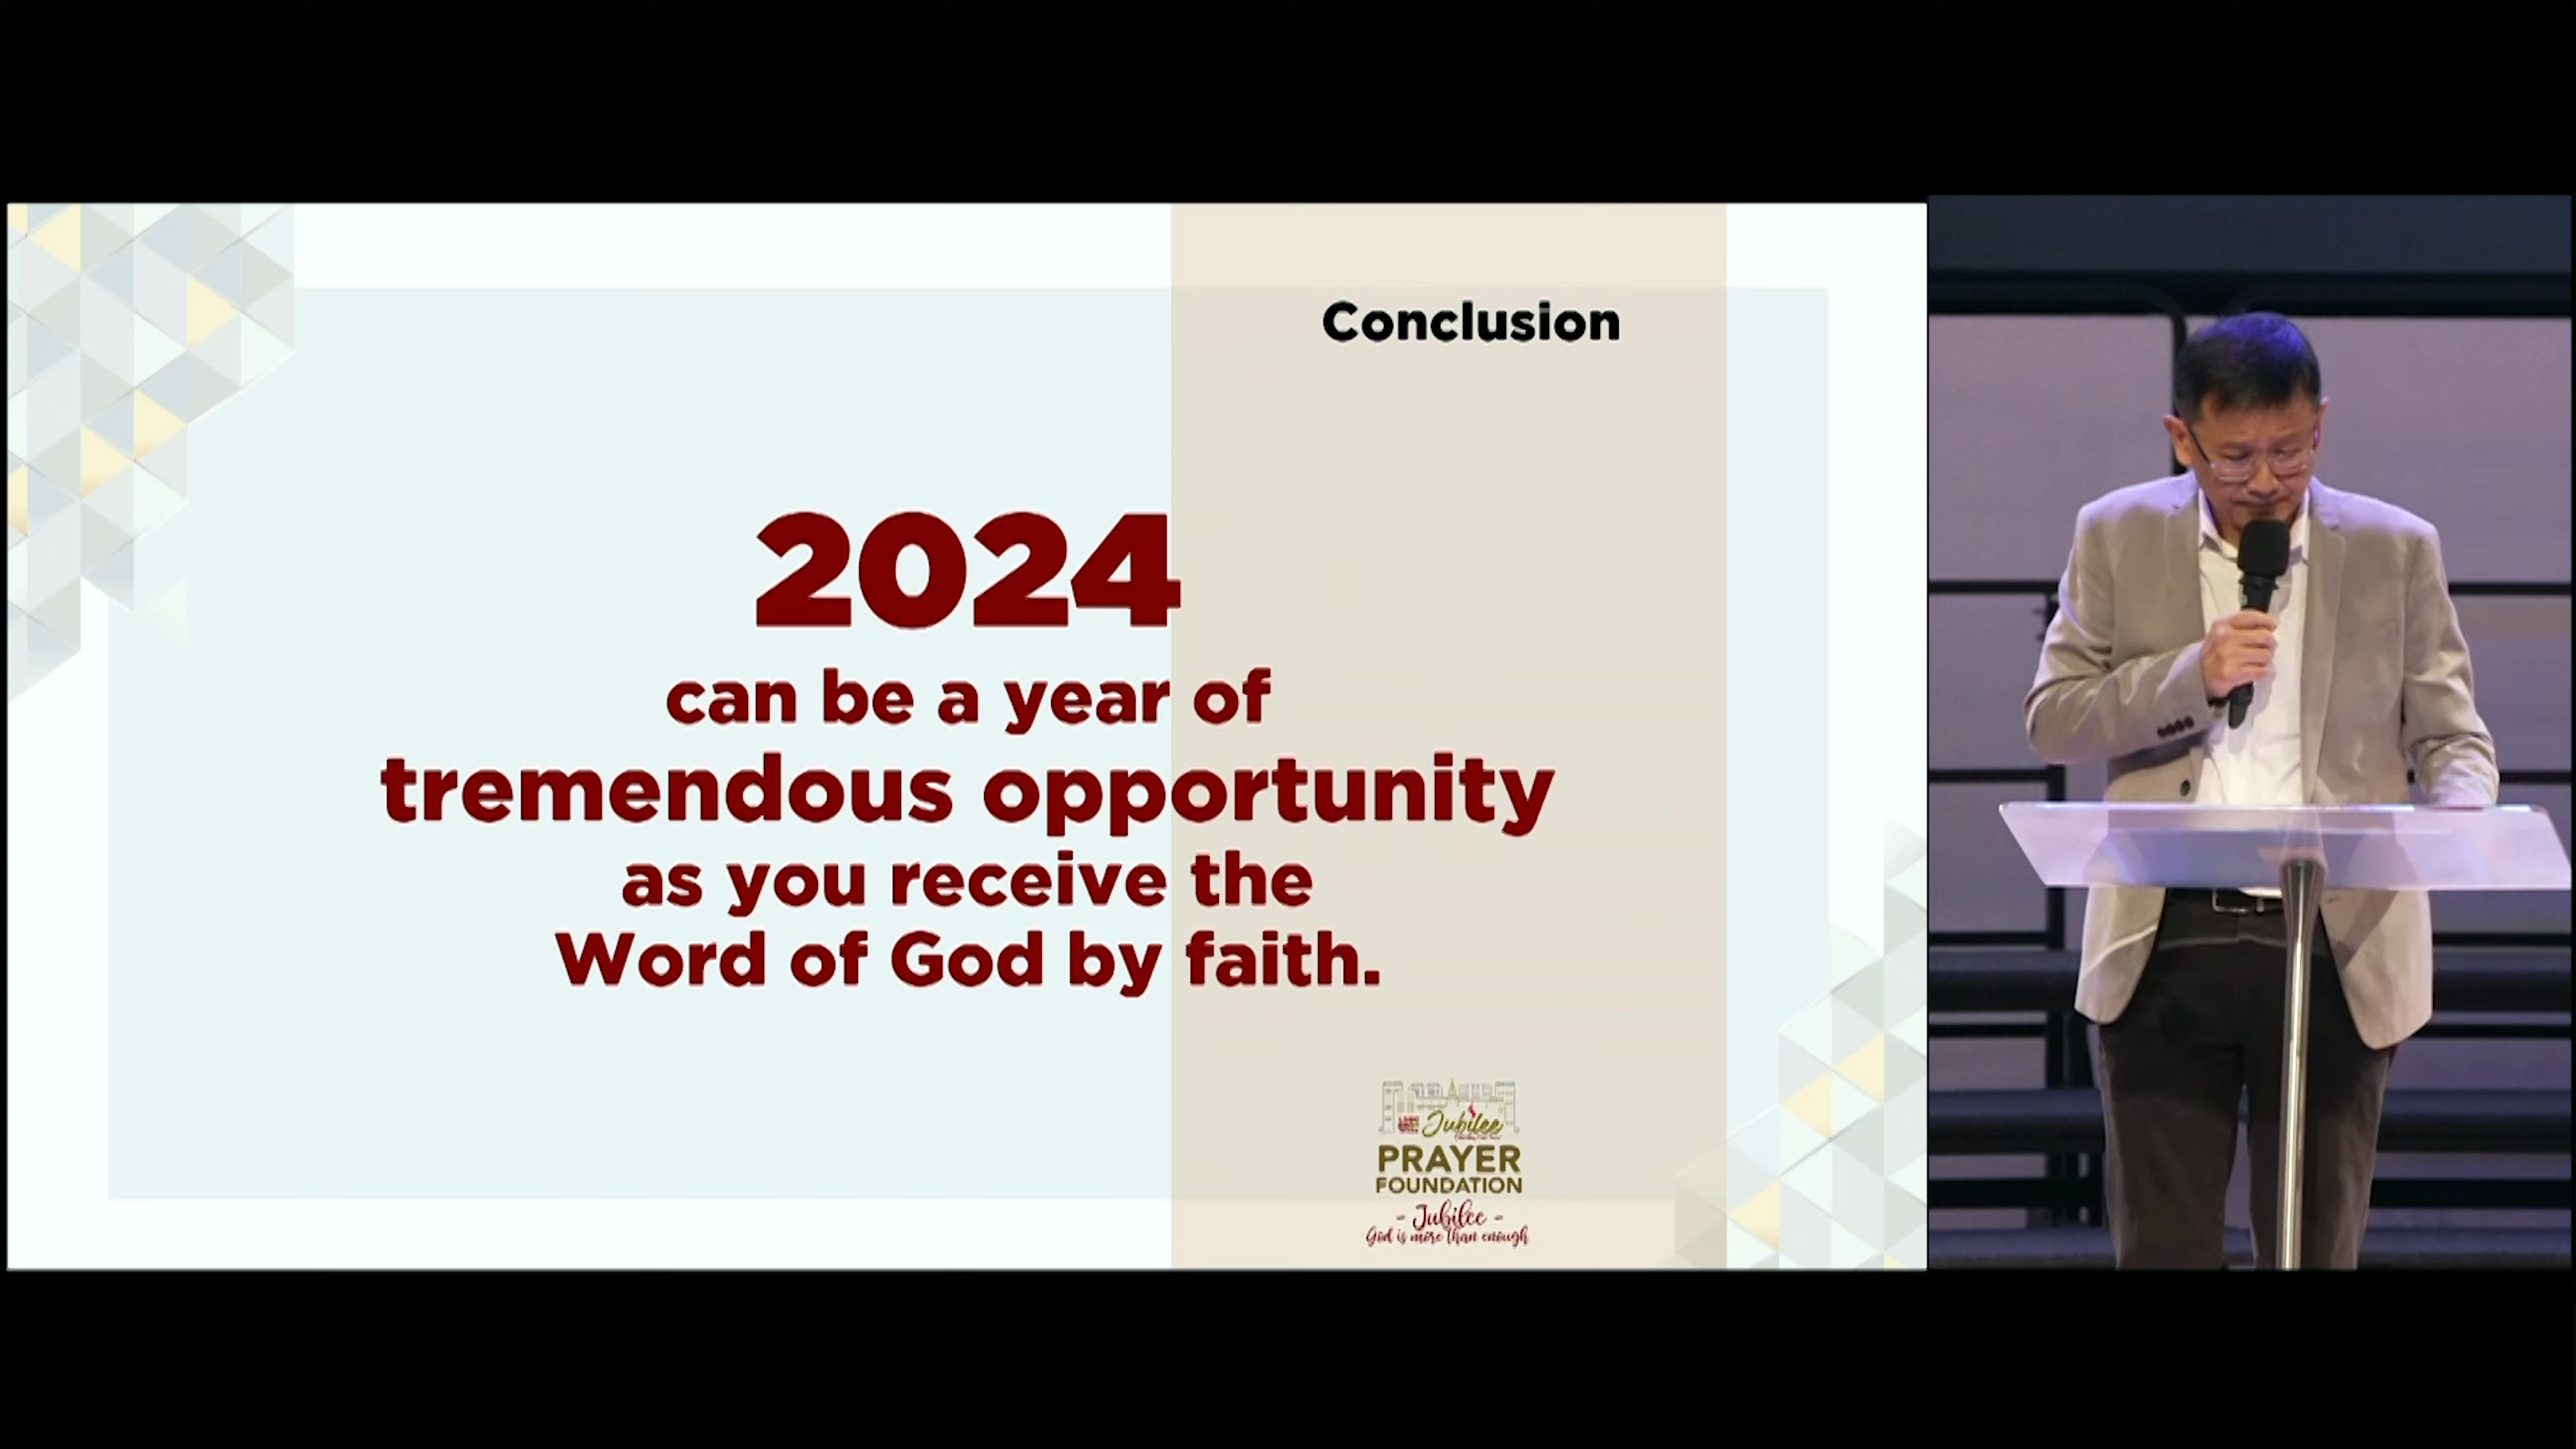 Conclusion
2024
can be a year of
tremendous opportunity
as you receive the
Word of God by faith.
Jubilee
PRAYER
FOUNDATION
- Jubilee -
God is more than enough